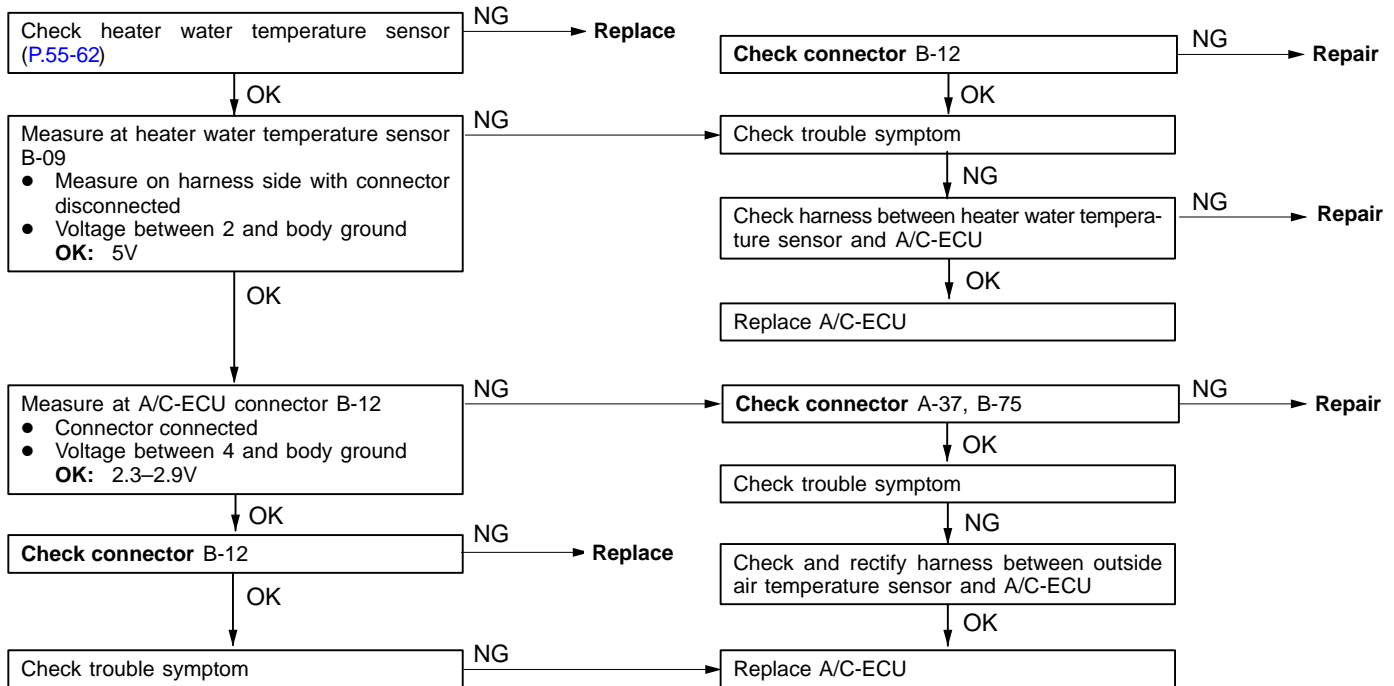 Check heater water temperature sensor
(P.55-62)
NG
Replace
OK
Measure at heater water temperature sensor
B-09
● Measure on harness side with connector
disconnected
● Voltage between 2 and body ground
OK: 5V
NG
OK
Check connector B-12
NG
Repair
OK
Check trouble symptom
NG
Check harness between heater water tempera-
ture sensor and A/C-ECU
NG
Repair
OK
Replace A/C-ECU
Measure at A/C-ECU connector B-12
● Connector connected
● Voltage between 4 and body ground
OK: 2.3–2.9V
NG
OK
Check connector A-37, B-75
NG
Repair
OK
Check trouble symptom
NG
Check and rectify harness between outside
air temperature sensor and A/C-ECU
OK
Check connector B-12
NG
Replace
OK
Check trouble symptom
NG
Replace A/C-ECU